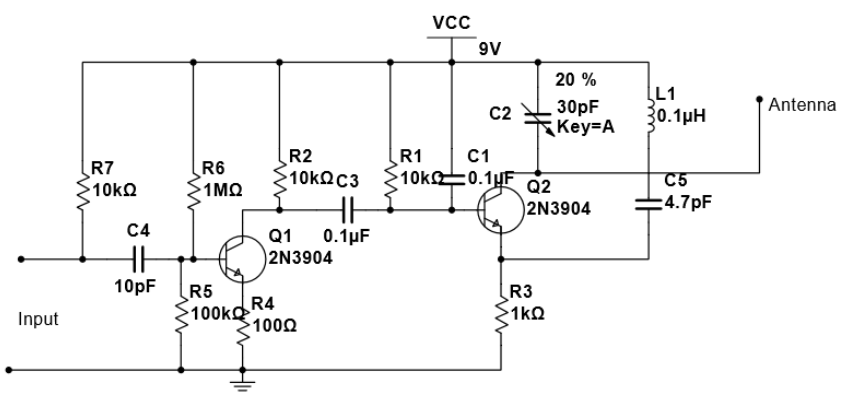 VCC
9V
20 %
C2
30pF
Key=A
L1
0.1µH
Antenna
R7
10kΩ
R6
1MΩ
R2
10kΩ
C3
0.1µF
R1
10kΩ
C1
0.1µF
Q2
2N3904
C5
4.7pF
C4
10pF
Q1
2N3904
R5
100kΩ
R4
100Ω
R3
1kΩ
Input